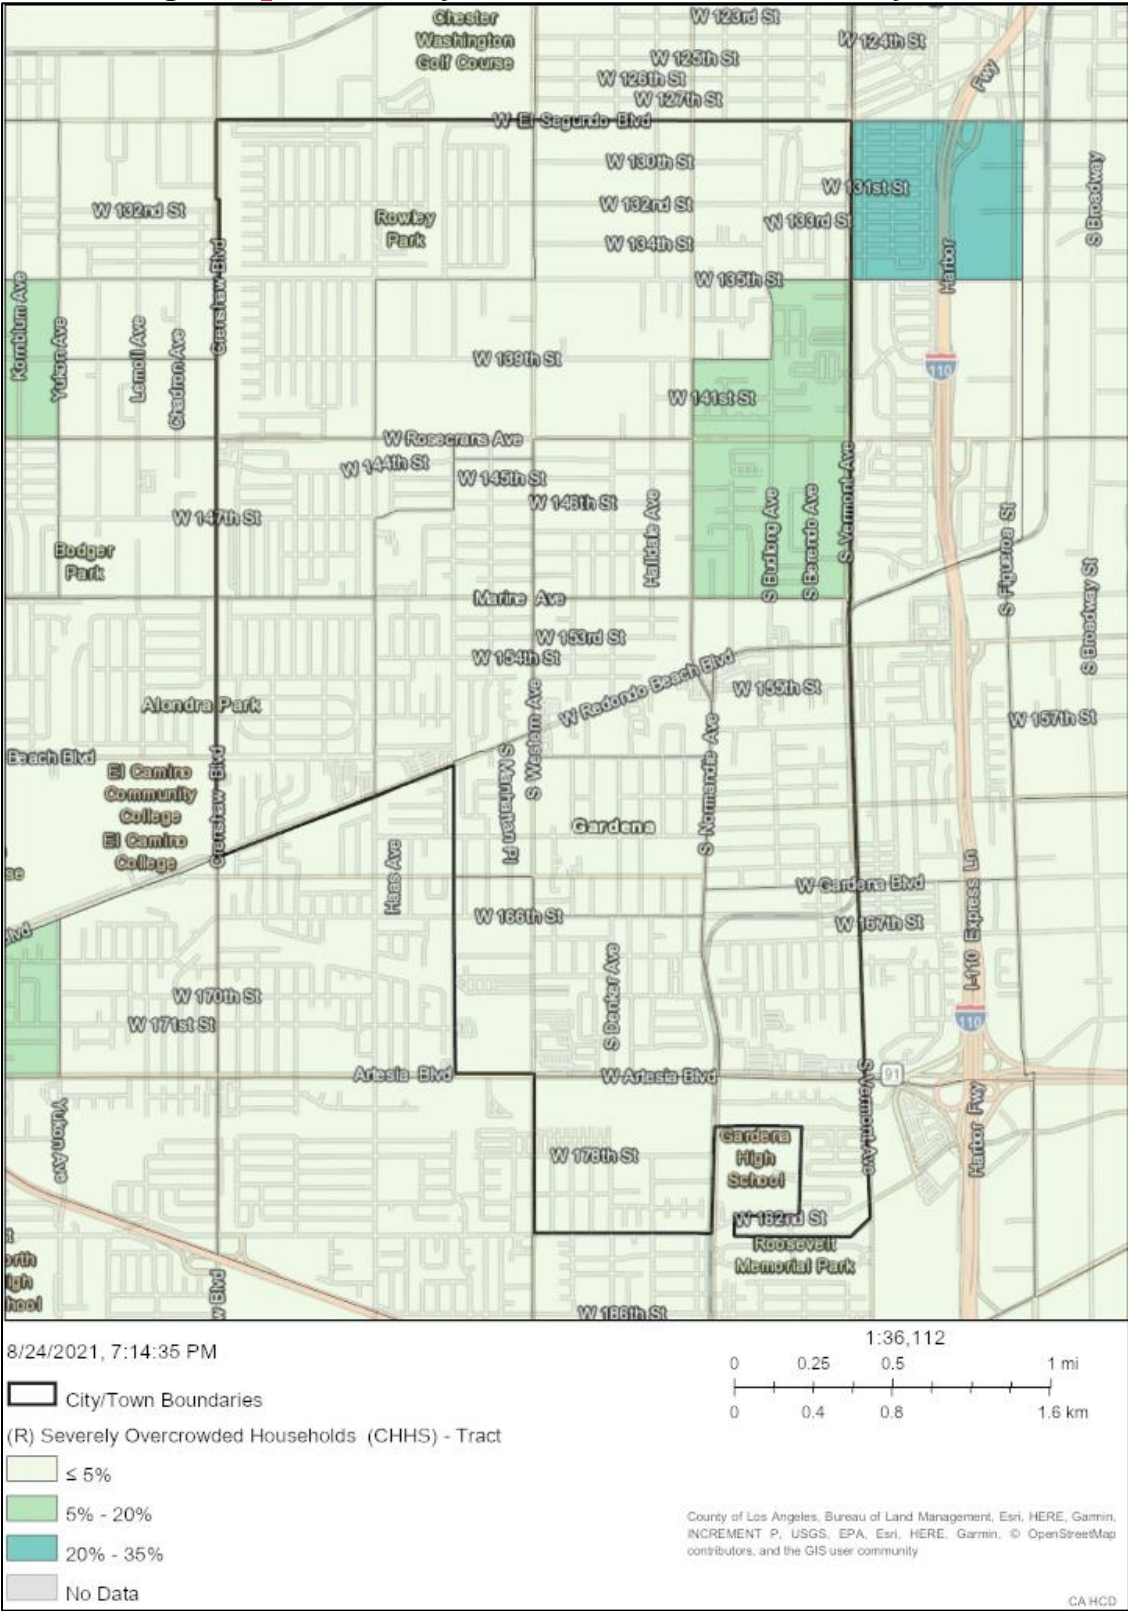 Chester
Washington
Golf Course
W 123rd St
W 124th St
W 125th St
W 126th St
W 127th St
Fwy
W El Segundo Blvd
W 130th St
W 131st St
W 132nd St
W 132nd St
W 133rd St
W 134th St
Rowley
Park
S Broadway
Harbor
W 135th St
Kornblum Ave
Yukon Ave
Lemoli Ave
Chadron Ave
Crenshaw Blvd
W 139th St
110
W 141st St
W Rosecrans Ave
W 144th St
W 145th St
W 146th St
W 147th St
Halldale Ave
S Budlong Ave
S Berendo Ave
S Vermont Ave
S Figueroa St
S Broadway St
Bodger
Park
Marine Ave
W 153rd St
W 154th St
W Redondo Beach Blvd
W 155th St
W 157th St
Alondra Park
Beach Blvd
El Camino
Community
College
El Camino
College
Crenshaw Blvd
S Manhattan Pl
S Western Ave
S Normandie Ave
Gardena
Haas Ave
W Gardena Blvd
W 166th St
W 167th St
I-110 Express Ln
S Denker Ave
W 170th St
W 171st St
110
Artesia Blvd
W Artesia Blvd
91
S Vermont Ave
Harbor Fwy
Yukon Ave
Gardena
High
School
W 178th St
W 182nd St
Roosevelt
Memorial Park
W 186th St
8/24/2021, 7:14:35 PM
1:36,112
0 0.25 0.5 1 mi
0 0.4 0.8 1.6 km
City/Town Boundaries
(R) Severely Overcrowded Households (CHHS) - Tract
≤ 5%
5% - 20%
20% - 35%
No Data
County of Los Angeles, Bureau of Land Management, Esri, HERE, Garmin,
INCREMENT P, USGS, EPA, Esri, HERE, Garmin, © OpenStreetMap
contributors, and the GIS user community
CA HCD